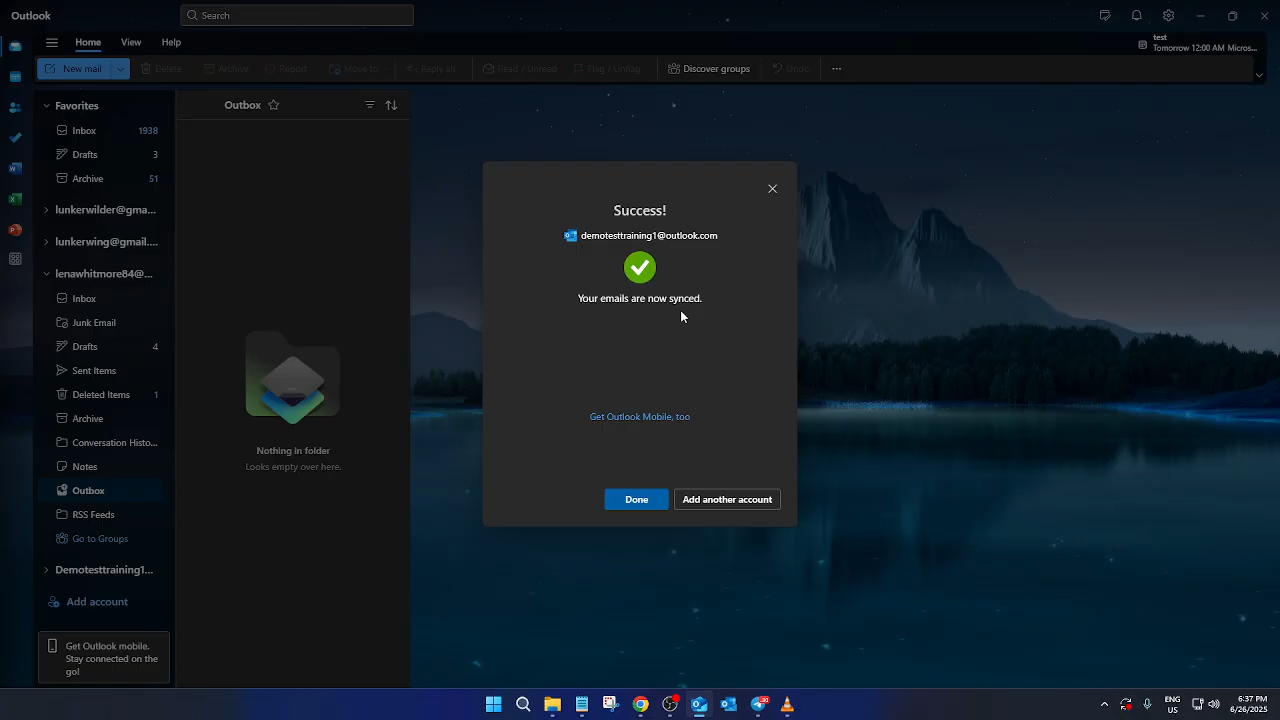 Outlook
Search
Home View Help
test
Tomorrow 12:00 AM Micros...
New mail Delete Archive Report Move to Reply all Read / Unread Flag / Unflag Discover groups Undo ...
Favorites
Inbox 1938
Drafts 3
Archive 51
lunkerwilder@gma...
lunkerwing@gmail....
lenawhitmore84@...
Inbox
Junk Email
Drafts 4
Sent Items
Deleted Items 1
Archive
Conversation Histo...
Notes
Outbox
RSS Feeds
Go to Groups
Demotesttraining1...
Add account
Get Outlook mobile.
Stay connected on the
go!
Outbox
Nothing in folder
Looks empty over here.
Success!
demotesttraining1@outlook.com
Your emails are now synced.
Get Outlook Mobile, too
Done Add another account
ENG
US
6:37 PM
6/26/2025